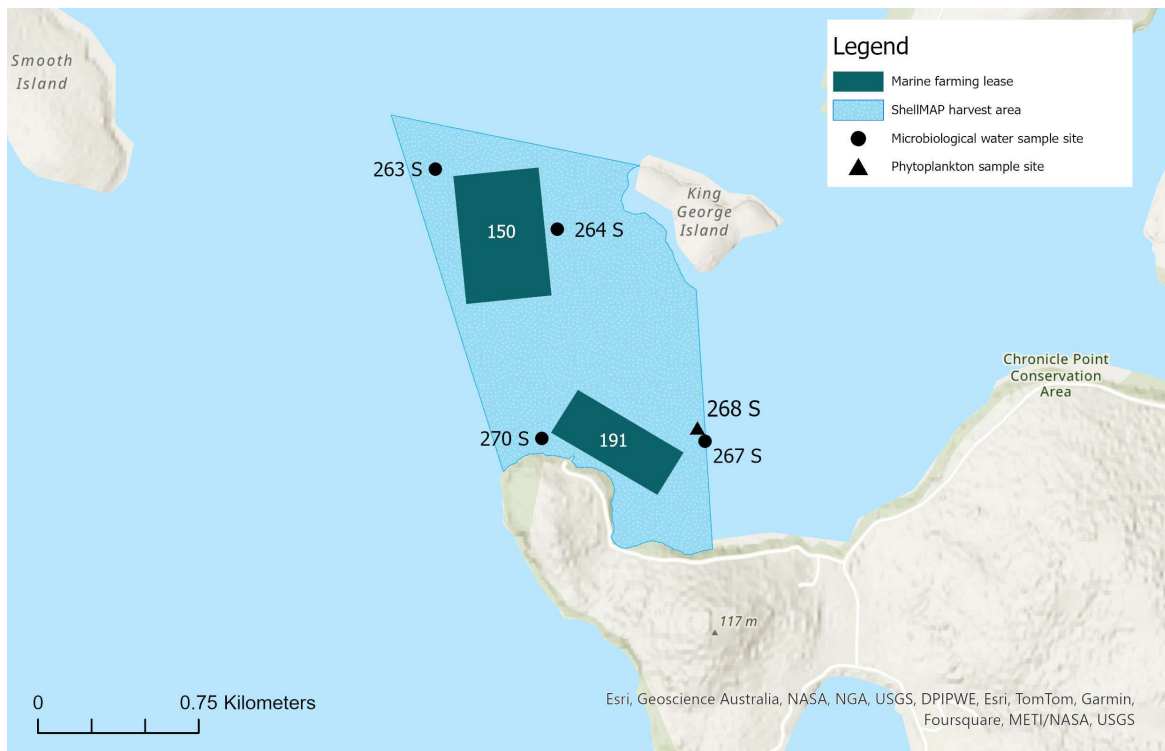 Smooth
Island
Legend
Marine farming lease
ShellMAP harvest area
Microbiological water sample site
Phytoplankton sample site
263 S
150
264 S
King
George
Island
Chronicle Point
Conservation
Area
268 S
270 S
191
267 S
117 m
0
0.75 Kilometers
Esri, Geoscience Australia, NASA, NGA, USGS, DPIPWE, Esri, TomTom, Garmin,
Foursquare, METI/NASA, USGS